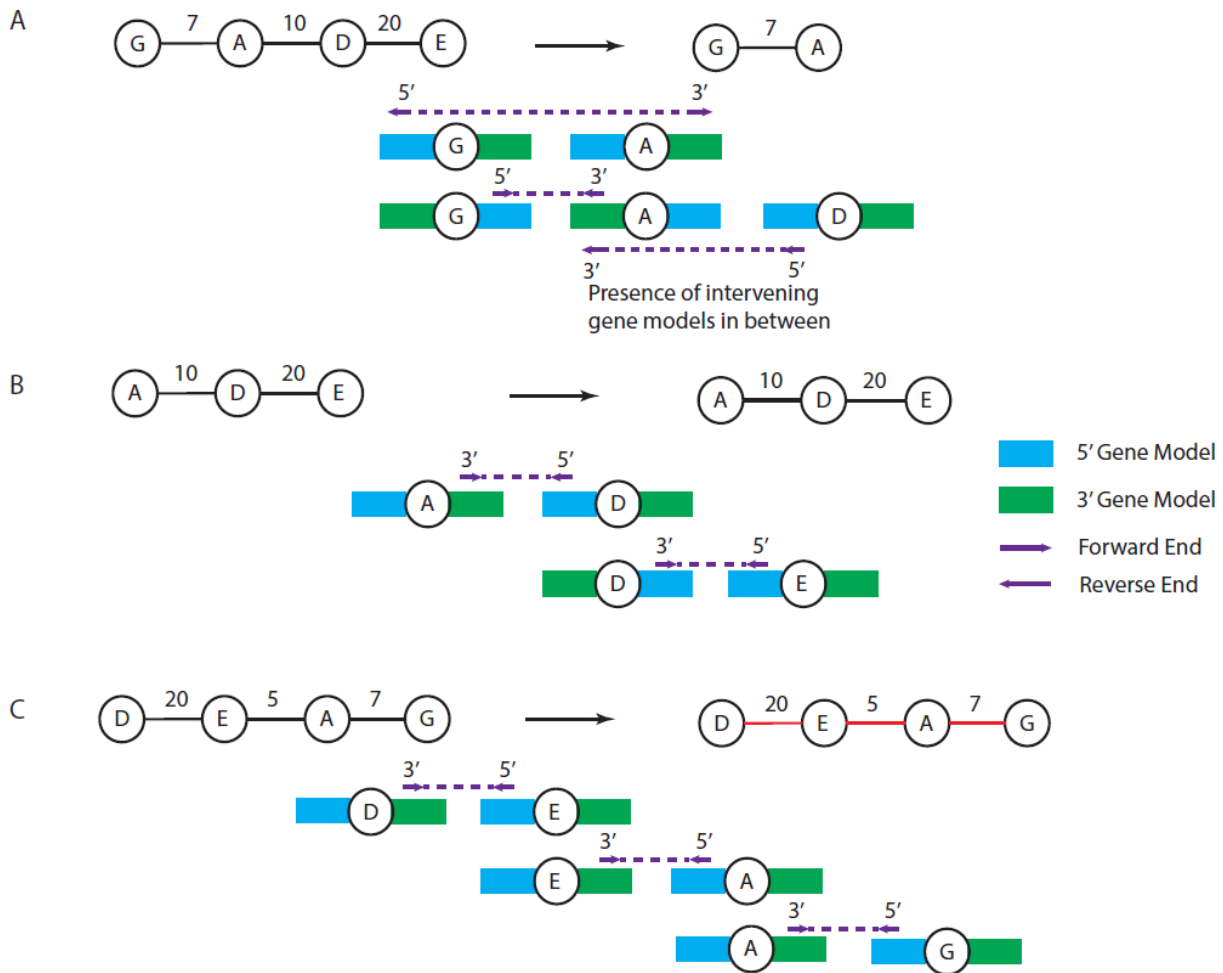 A
7 10 20
G A D E
7
G A
5’ 3’
G A
5’ 3’
G A D
3’ 5’
Presence of intervening
gene models in between
B
10 20
A D E
10 20
A D E
3’ 5’
A D
3’ 5’
D E
5’ Gene Model
3’ Gene Model
Forward End
Reverse End
C
20 5 7
D E A G
20 5 7
D E A G
3’ 5’
D E
3’ 5’
E A
3’ 5’
A G